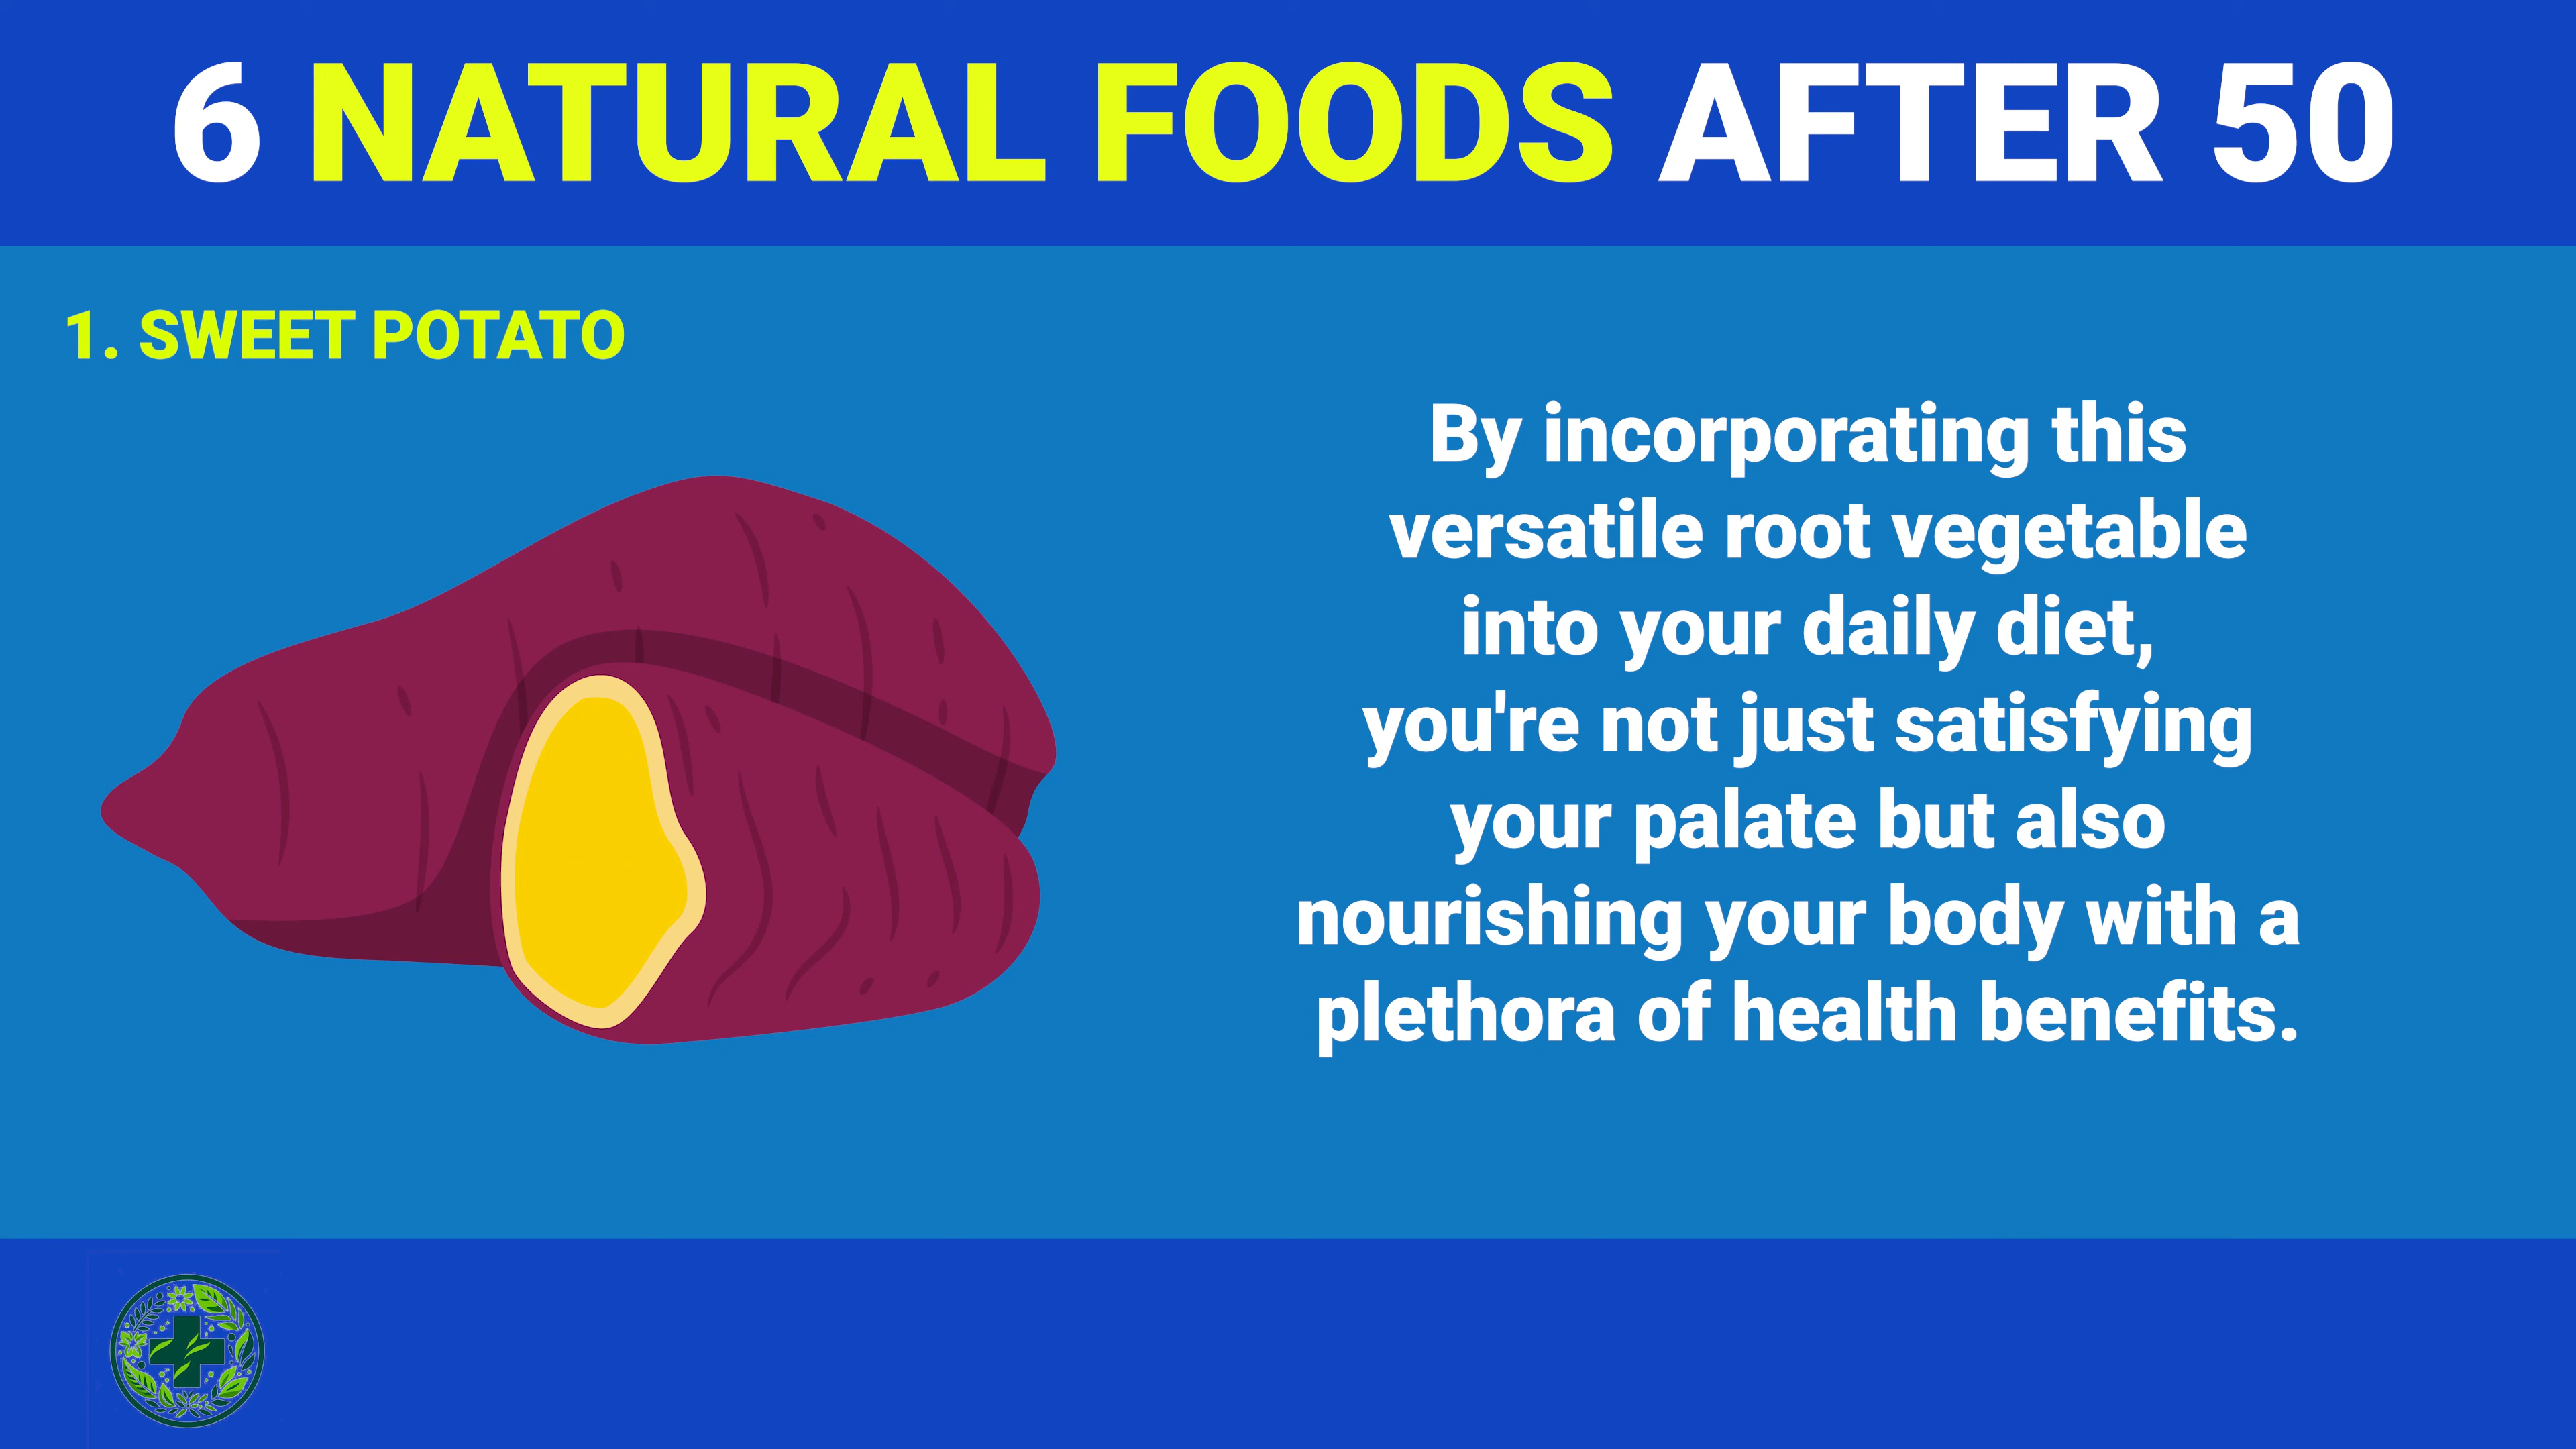 6 NATURAL FOODS AFTER 50
1. SWEET POTATO
By incorporating this
versatile root vegetable
into your daily diet,
you're not just satisfying
your palate but also
nourishing your body with a
plethora of health benefits.